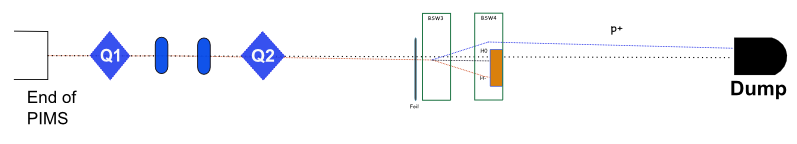 BSW3
BSW4
p+
Q1
Q2
H0
H-
End of
PIMS
Foil
Dump